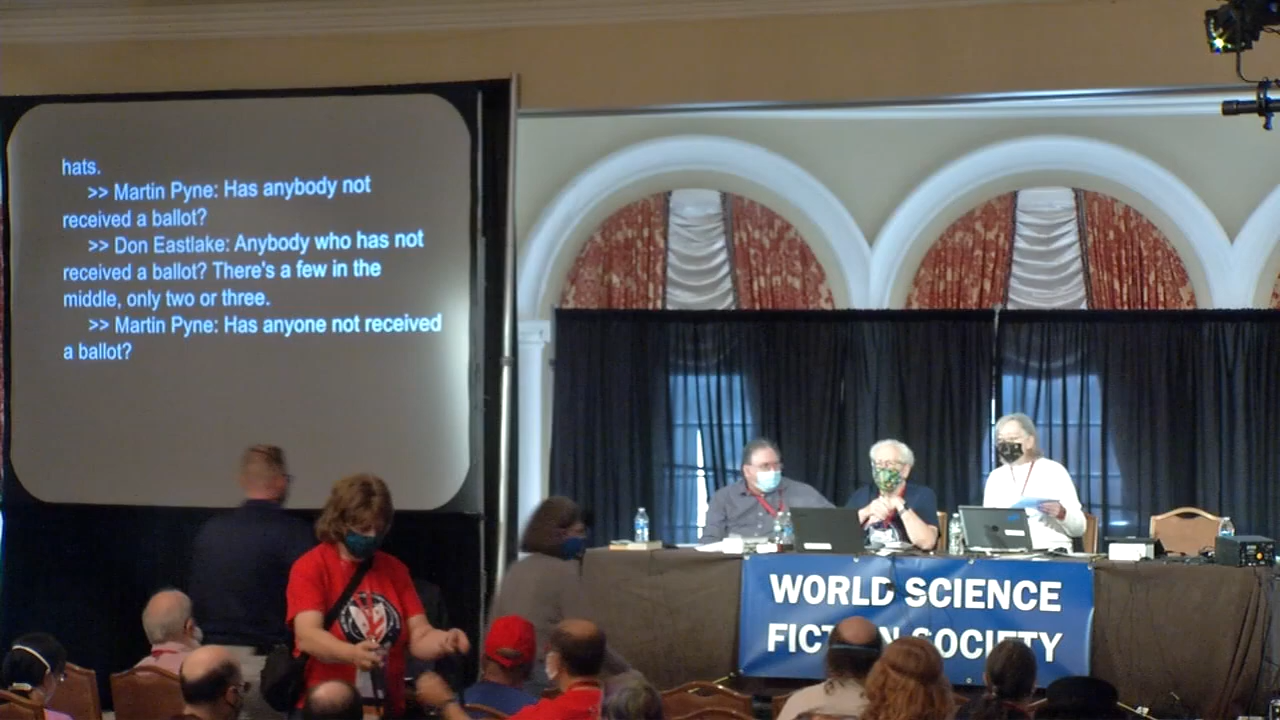 hats.
>> Martin Pyne: Has anybody not
received a ballot?
>> Don Eastlake: Anybody who has not
received a ballot? There's a few in the
middle, only two or three.
>> Martin Pyne: Has anyone not received
a ballot?
WORLD SCIENCE
FICTION SOCIETY